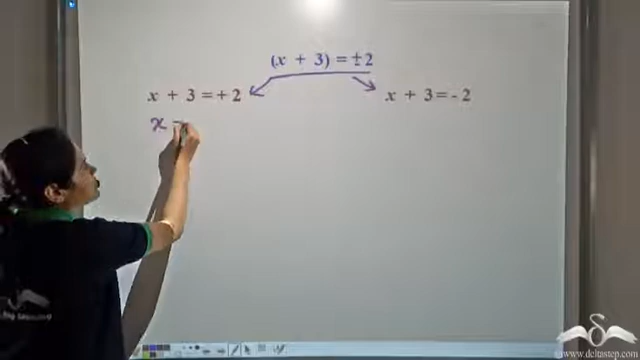 (x + 3) = ±2
x + 3 = + 2
x + 3 = - 2
x =
www.deltastep.com